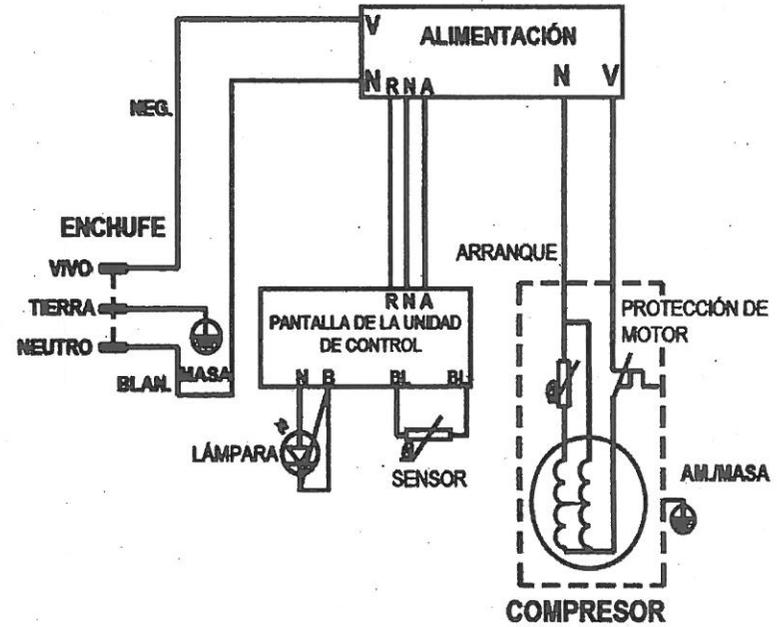 ALIMENTACIÓN
V
N
R N A
N V
NEG.
ENCHUFE
VIVO
TIERRA
NEUTRO
BLAN.
MASA
ARRANQUE
R N A
PANTALLA DE LA UNIDAD
DE CONTROL
N B BL BL
LÁMPARA
SENSOR
PROTECCIÓN DE
MOTOR
AM./MASA
COMPRESOR